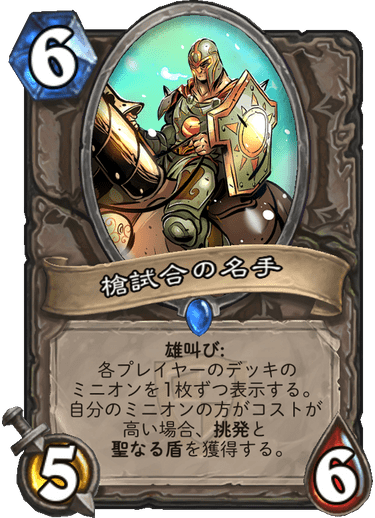 6
槍試合の名手
雄叫び:
各プレイヤーのデッキの
ミニオンを1枚ずつ表示する。
自分のミニオンの方がコストが
高い場合、挑発と
聖なる盾を獲得する。
5
6